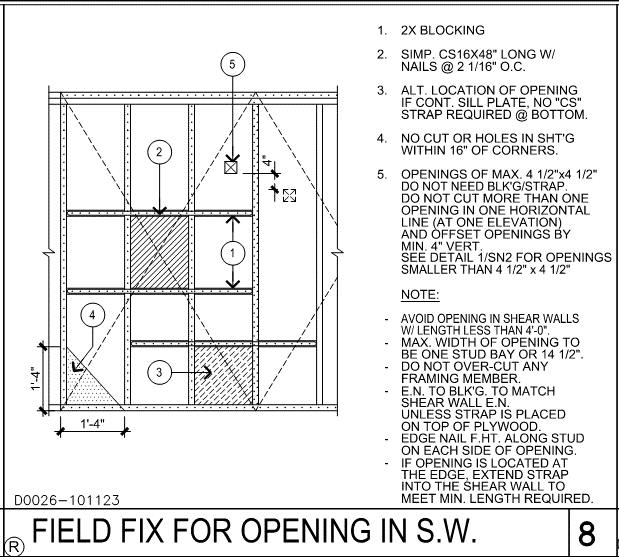 1. 2X BLOCKING
2. SIMP. CS16X48" LONG W/
NAILS @ 2 1/16" O.C.
3. ALT. LOCATION OF OPENING
IF CONT. SILL PLATE, NO "CS"
STRAP REQUIRED @ BOTTOM.
4. NO CUT OR HOLES IN SHT'G
WITHIN 16" OF CORNERS.
5. OPENINGS OF MAX. 4 1/2"x4 1/2"
DO NOT NEED BLK'G/STRAP.
DO NOT CUT MORE THAN ONE
OPENING IN ONE HORIZONTAL
LINE (AT ONE ELEVATION)
AND OFFSET OPENINGS BY
MIN. 4" VERT.
SEE DETAIL 1/SN2 FOR OPENINGS
SMALLER THAN 4 1/2" x 4 1/2"
NOTE:
- AVOID OPENING IN SHEAR WALLS
W/ LENGTH LESS THAN 4'-0".
- MAX. WIDTH OF OPENING TO
BE ONE STUD BAY OR 14 1/2".
- DO NOT OVER-CUT ANY
FRAMING MEMBER.
- E.N. TO BLK'G. TO MATCH
SHEAR WALL E.N.
UNLESS STRAP IS PLACED
ON TOP OF PLYWOOD.
- EDGE NAIL F.HT. ALONG STUD
ON EACH SIDE OF OPENING.
- IF OPENING IS LOCATED AT
THE EDGE, EXTEND STRAP
INTO THE SHEAR WALL TO
MEET MIN. LENGTH REQUIRED.
5
2
4"
1
4
3
1'-4"
1'-4"
D0026-101123
R FIELD FIX FOR OPENING IN S.W. 8